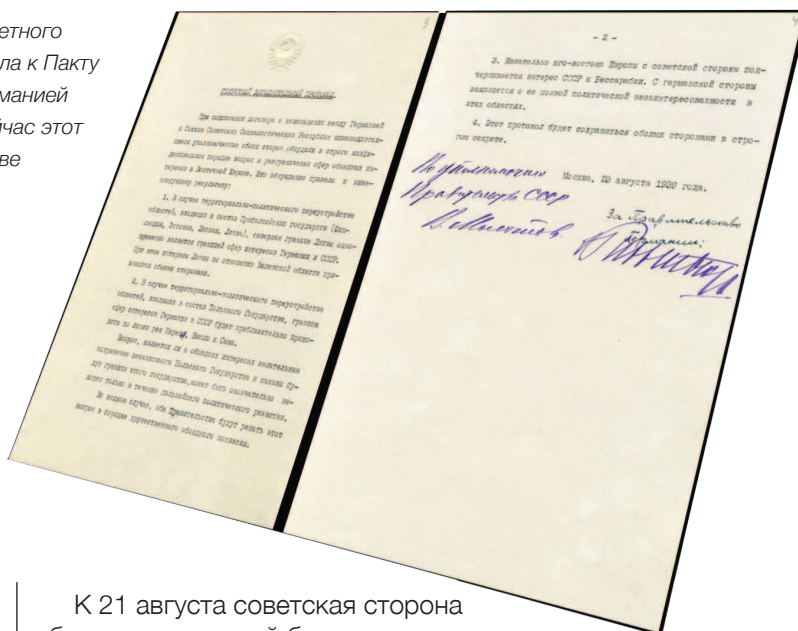 етного
ла к Пакту
манией
йчас этот
ве
3
СЕКРЕТНЫЙ ДОПОЛНИТЕЛЬНЫЙ ПРОТОКОЛ.
При подписании договора о ненападении между Германией
и Союзом Советских Социалистических Республик нижеподписав-
шиеся уполномоченные обеих сторон обсудили в строго конфи-
денциальном порядке вопрос о разграничении сфер обоюдных ин-
тересов в Восточной Европе. Это обсуждение привело к ниже-
следующему результату:
1. В случае территориально-политического переустройства
областей, входящих в состав Прибалтийских государств (Фин-
ляндия, Эстония, Латвия, Литва), северная граница Литвы одно-
временно является границей сфер интересов Германии и СССР.
При этом интересы Литвы по отношению Виленской области при-
знаются обеими сторонами.
2. В случае территориально-политического переустройства
областей, входящих в состав Польского Государства, граница
сфер интересов Германии и СССР будет приблизительно прохо-
дить по линии рек Нарева, Вислы и Сана.
Вопрос, является ли в обоюдных интересах желательным
сохранение независимого Польского Государства и каковы бу-
дут границы этого государства, может быть окончательно вы-
яснен только в течение дальнейшего политического развития.
Во всяком случае, оба Правительства будут решать этот
вопрос в порядке дружественного обоюдного согласия.
4
- 2 -
3. Касательно юго-востока Европы с советской стороны под-
черкивается интерес СССР к Бессарабии. С германской стороны
заявляется о ее полной политической незаинтересованности в
этих областях.
4. Этот протокол будет сохраняться обеими сторонами в стро-
гом секрете.
Москва, 23 августа 1939 года.
По уполномочию
Правительства СССР
В. Молотов
За Правительство
Германии:
К 21 августа советская сторона